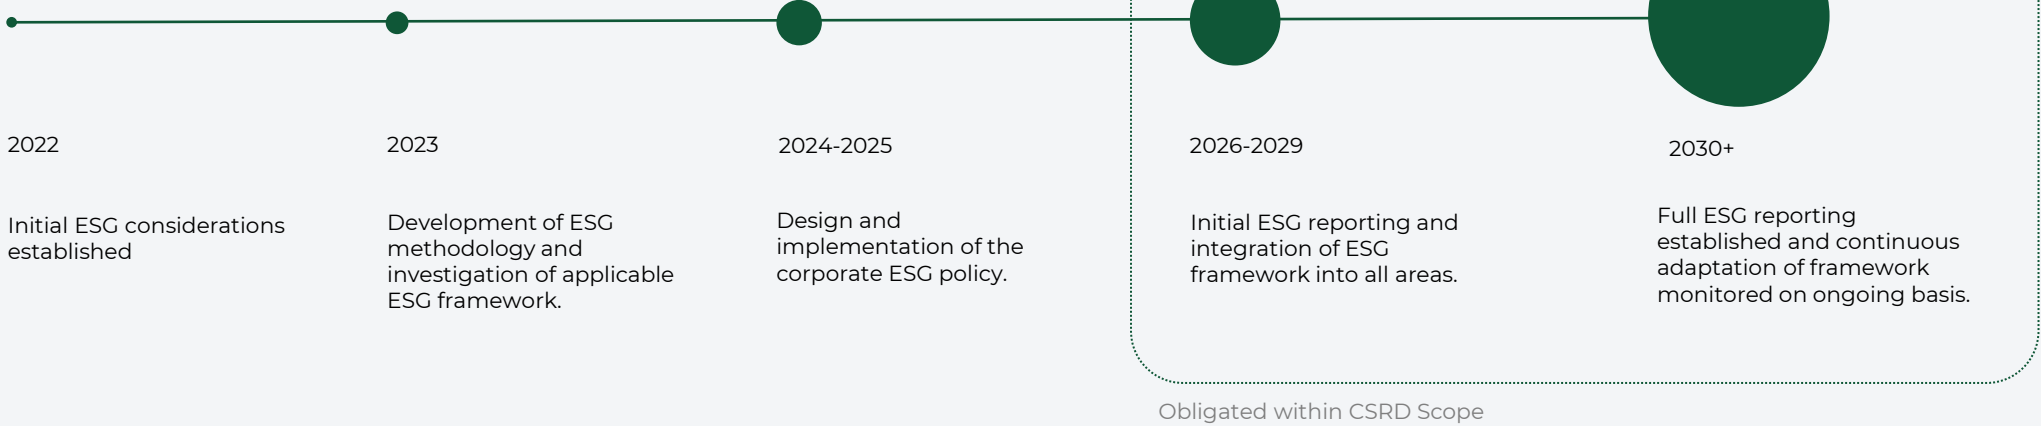 2022
Initial ESG considerations
established
2023
Development of ESG
methodology and
investigation of applicable
ESG framework.
2024-2025
Design and
implementation of the
corporate ESG policy.
2026-2029
Initial ESG reporting and
integration of ESG
framework into all areas.
2030+
Full ESG reporting
established and continuous
adaptation of framework
monitored on ongoing basis.
Obligated within CSRD Scope